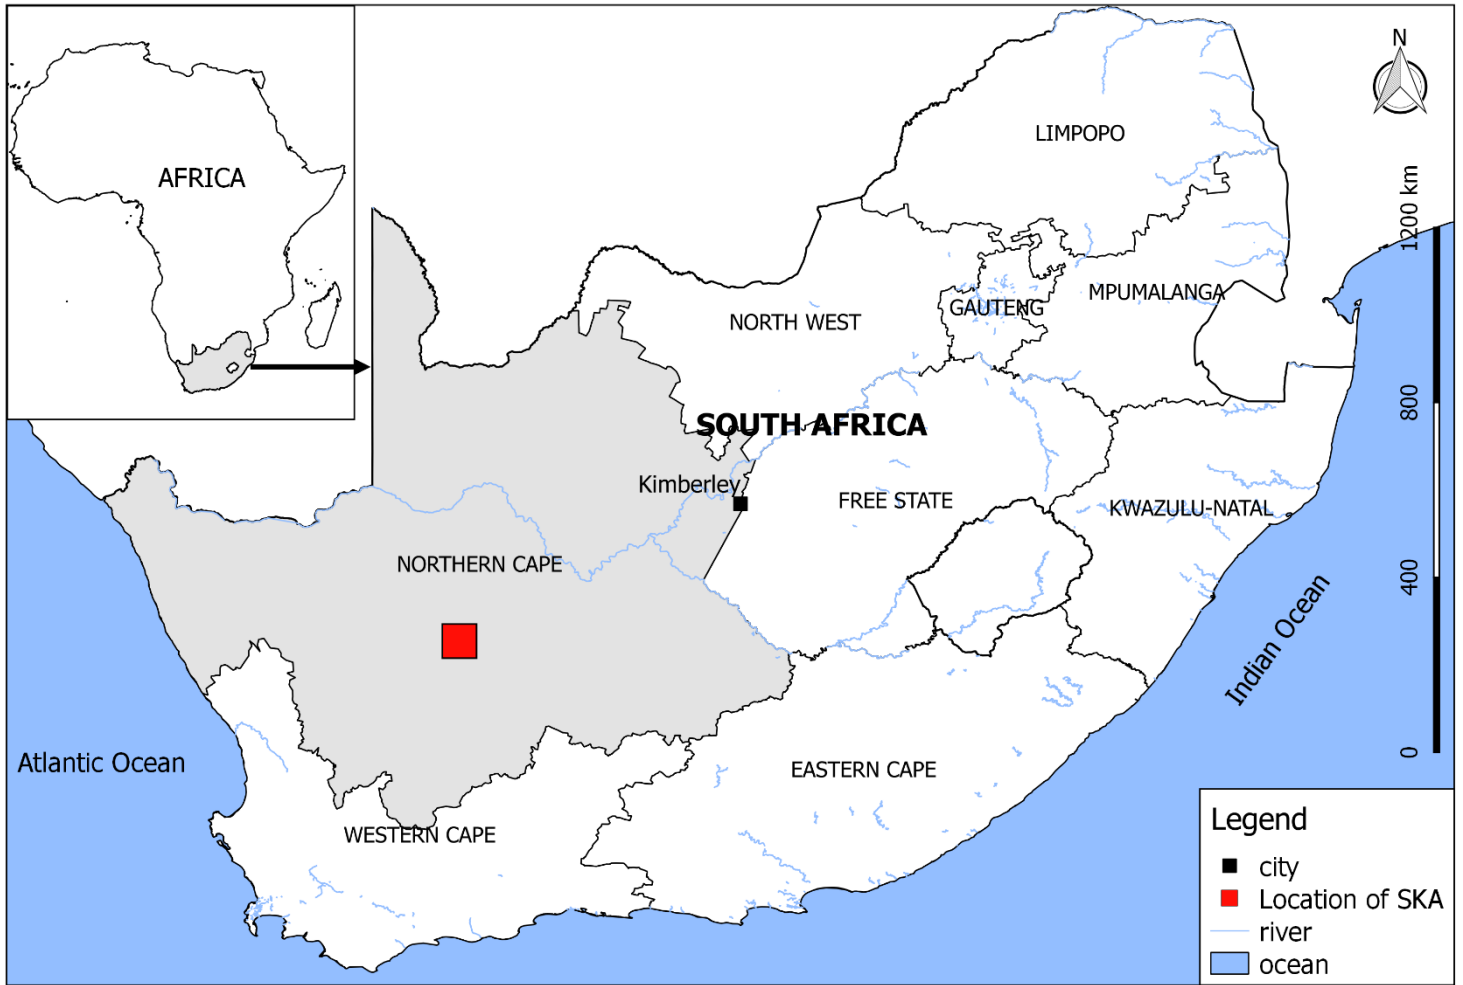 AFRICA
N
LIMPOPO
1200 km
MPUMALANGA
GAUTENG
NORTH WEST
800
SOUTH AFRICA
Kimberley
FREE STATE
KWAZULU-NATAL
NORTHERN CAPE
400
Indian Ocean
0
Atlantic Ocean
EASTERN CAPE
WESTERN CAPE
Legend
city
Location of SKA
river
ocean